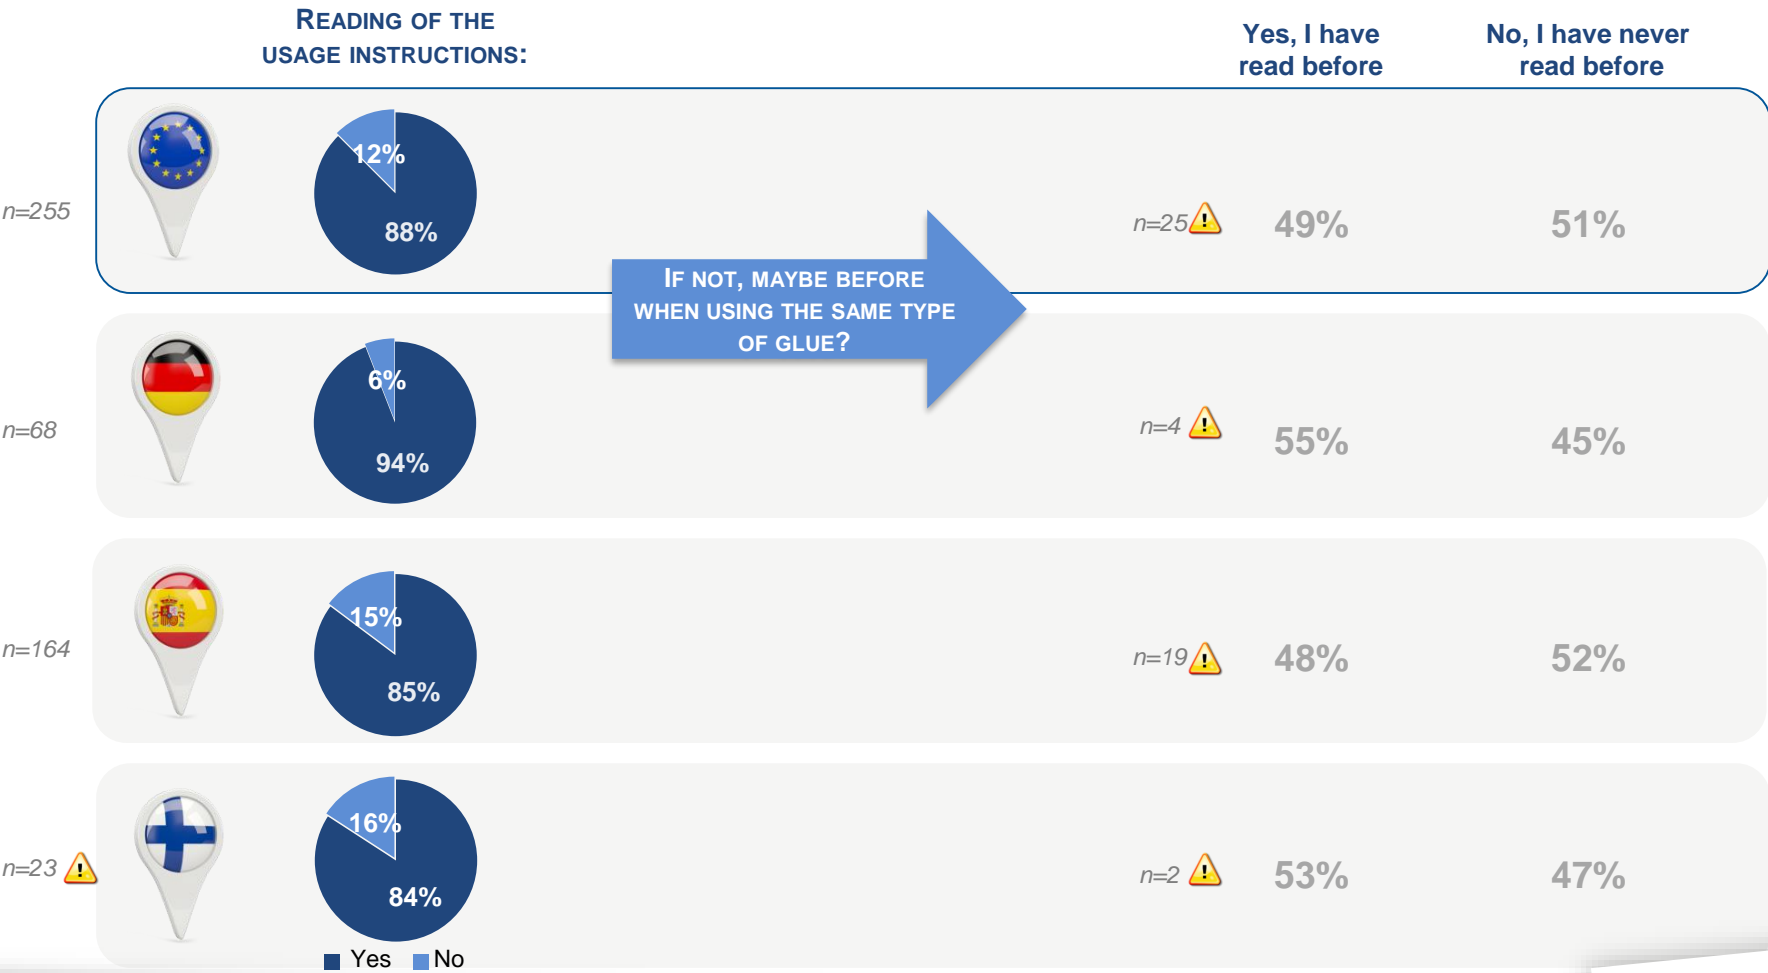 READING OF THE
USAGE INSTRUCTIONS:
Yes, I have
read before
No, I have never
read before
n=255
12%
88%
n=25
49%
51%
IF NOT, MAYBE BEFORE
WHEN USING THE SAME TYPE
OF GLUE?
n=68
6%
94%
n=4
55%
45%
n=164
15%
85%
n=19
48%
52%
n=23
16%
84%
n=2
53%
47%
Yes No